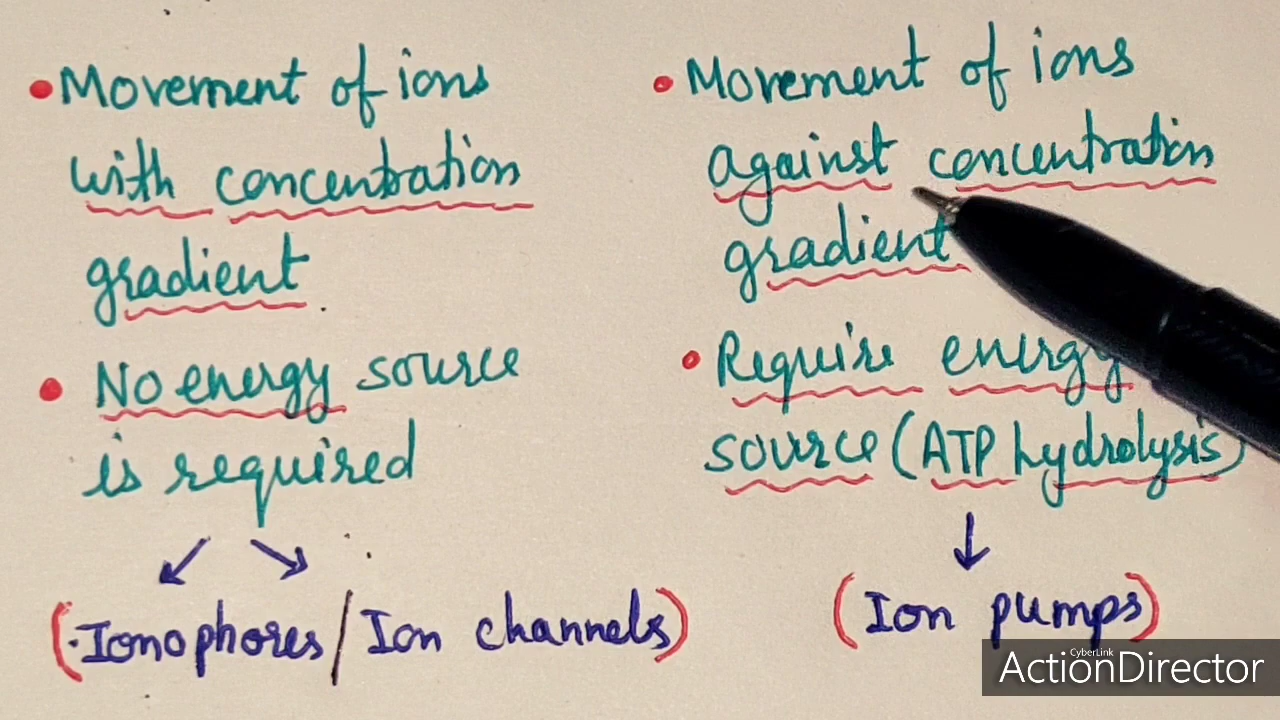 • Movement of ions
with concentration
gradient.
• No energy source
is required
(Ionophores / Ion channels)
• Movement of ions
against concentration
gradient
• Require energy
source (ATP hydrolysis)
(Ion pumps)
CyberLink
ActionDirector